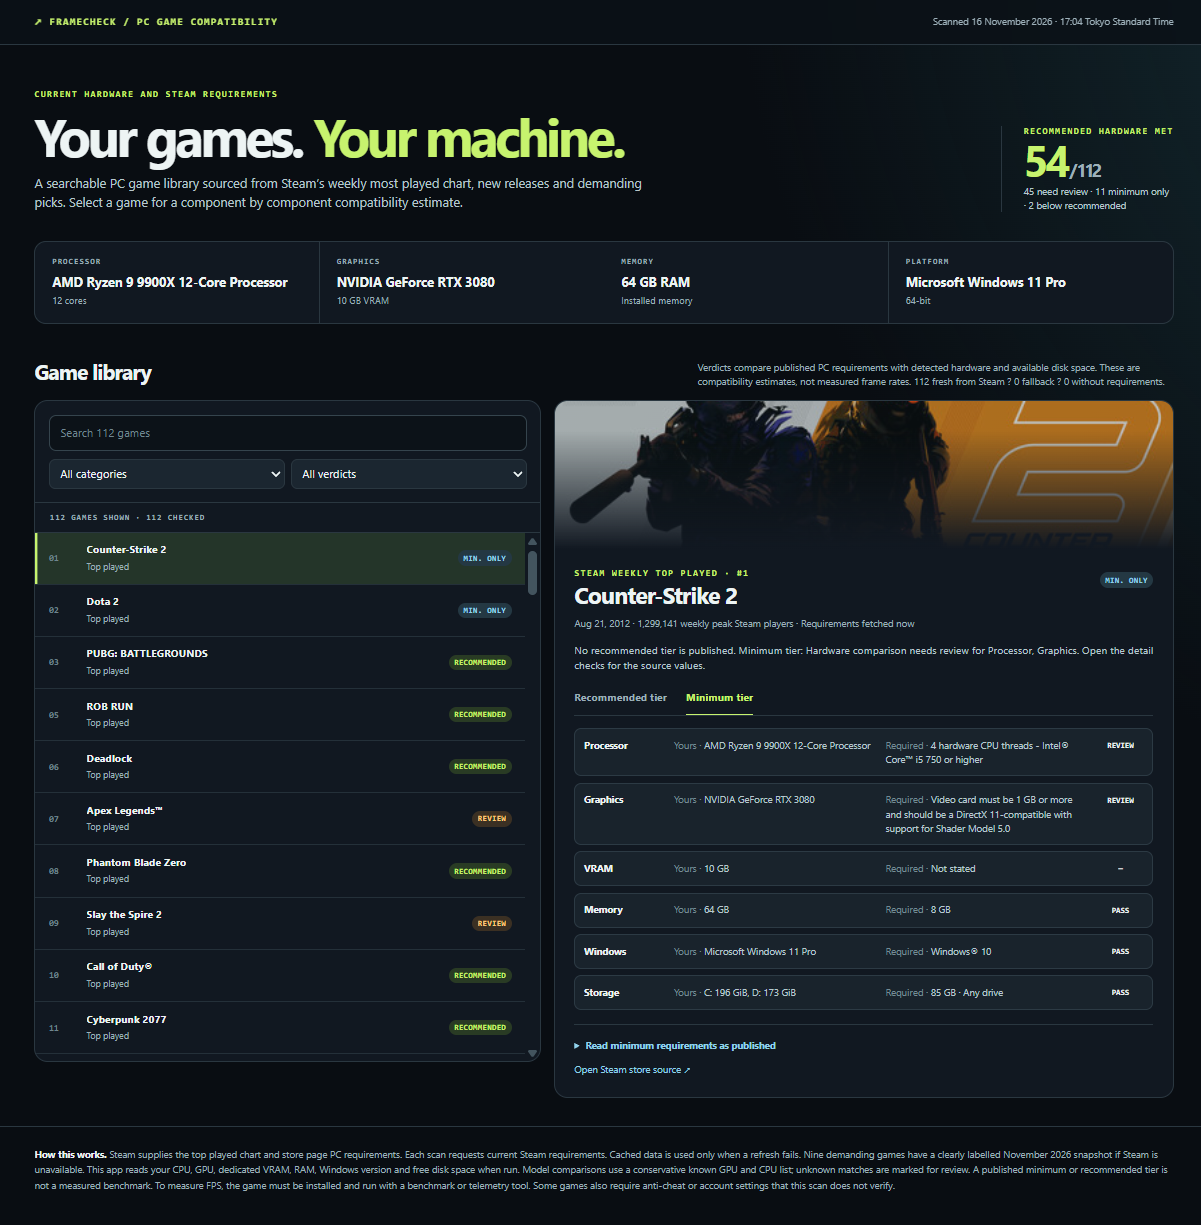 ↗ FRAMECHECK / PC GAME COMPATIBILITY
Scanned 16 November 2026 · 17:04 Tokyo Standard Time
CURRENT HARDWARE AND STEAM REQUIREMENTS
Your games. Your machine.
A searchable PC game library sourced from Steam's weekly most played chart, new releases and demanding
picks. Select a game for a component by component compatibility estimate.
RECOMMENDED HARDWARE MET
54/112
45 need review · 11 minimum only
· 2 below recommended
PROCESSOR
AMD Ryzen 9 9900X 12-Core Processor
12 cores
GRAPHICS
NVIDIA GeForce RTX 3080
10 GB VRAM
MEMORY
64 GB RAM
Installed memory
PLATFORM
Microsoft Windows 11 Pro
64-bit
Game library
Verdicts compare published PC requirements with detected hardware and available disk space. These are
compatibility estimates, not measured frame rates. 112 fresh from Steam ? 0 fallback ? 0 without requirements.
Search 112 games
All categories
All verdicts
112 GAMES SHOWN · 112 CHECKED
01 Counter-Strike 2 MIN. ONLY
Top played
02 Dota 2 MIN. ONLY
Top played
03 PUBG: BATTLEGROUNDS RECOMMENDED
Top played
05 ROB RUN RECOMMENDED
Top played
06 Deadlock RECOMMENDED
Top played
07 Apex Legends™ REVIEW
Top played
08 Phantom Blade Zero RECOMMENDED
Top played
09 Slay the Spire 2 REVIEW
Top played
10 Call of Duty® RECOMMENDED
Top played
11 Cyberpunk 2077 RECOMMENDED
Top played
2
COUNTER
STEAM WEEKLY TOP PLAYED · #1
Counter-Strike 2
MIN. ONLY
Aug 21, 2012 · 1,299,141 weekly peak Steam players · Requirements fetched now
No recommended tier is published. Minimum tier: Hardware comparison needs review for Processor, Graphics. Open the detail
checks for the source values.
Recommended tier Minimum tier
Processor Yours · AMD Ryzen 9 9900X 12-Core Processor Required · 4 hardware CPU threads - Intel® REVIEW
Core™ i5 750 or higher
Graphics Yours · NVIDIA GeForce RTX 3080 Required · Video card must be 1 GB or more REVIEW
and should be a DirectX 11-compatible with
support for Shader Model 5.0
VRAM Yours · 10 GB Required · Not stated –
Memory Yours · 64 GB Required · 8 GB PASS
Windows Yours · Microsoft Windows 11 Pro Required · Windows® 10 PASS
Storage Yours · C: 196 GiB, D: 173 GiB Required · 85 GB · Any drive PASS
▸ Read minimum requirements as published
Open Steam store source ↗
How this works. Steam supplies the top played chart and store page PC requirements. Each scan requests current Steam requirements. Cached data is used only when a refresh fails. Nine demanding games have a clearly labelled November 2026 snapshot if Steam is
unavailable. This app reads your CPU, GPU, dedicated VRAM, RAM, Windows version and free disk space when run. Model comparisons use a conservative known GPU and CPU list; unknown matches are marked for review. A published minimum or recommended tier is
not a measured benchmark. To measure FPS, the game must be installed and run with a benchmark or telemetry tool. Some games also require anti-cheat or account settings that this scan does not verify.